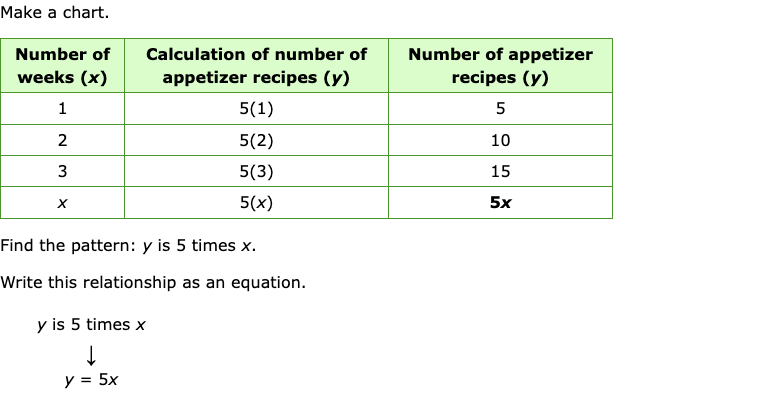 Make a chart.
Number of weeks (x) Calculation of number of appetizer recipes (y) Number of appetizer recipes (y)
1 5(1) 5
2 5(2) 10
3 5(3) 15
x 5(x) 5x
Find the pattern: y is 5 times x.
Write this relationship as an equation.
y is 5 times x
↓
y = 5x